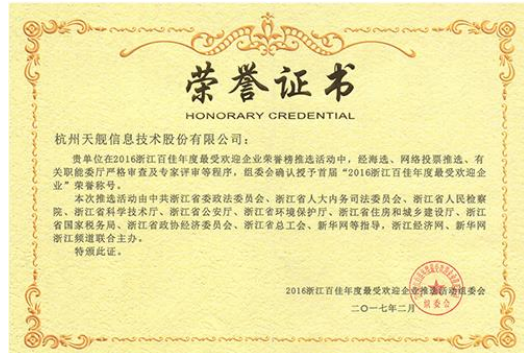 荣誉证书
HONORARY CREDENTIAL
杭州天靓信息技术股份有限公司：
贵单位在2016浙江百佳年度最受欢迎企业荣誉榜推选活动中，经海选、网络投票推选、有
关职能委厅严格审查及专家评审等程序，组委会确认授予首届“2016浙江百佳年度最受欢迎企
业”荣誉称号。
本次推选活动由中共浙江省委政法委员会、浙江省人大内务司法委员会、浙江省人民检察
院、浙江省科学技术厅、浙江省公安厅、浙江省环境保护厅、浙江省住房和城乡建设厅、浙江
省国家税务局、浙江省政协经济委员会、浙江省总工会、新华网等指导，浙江经济网、新华网
浙江频道联合主办。
特颁此证。
2016浙江百佳年度最受欢迎企业推选活动组委会
二〇一七年二月
组委会